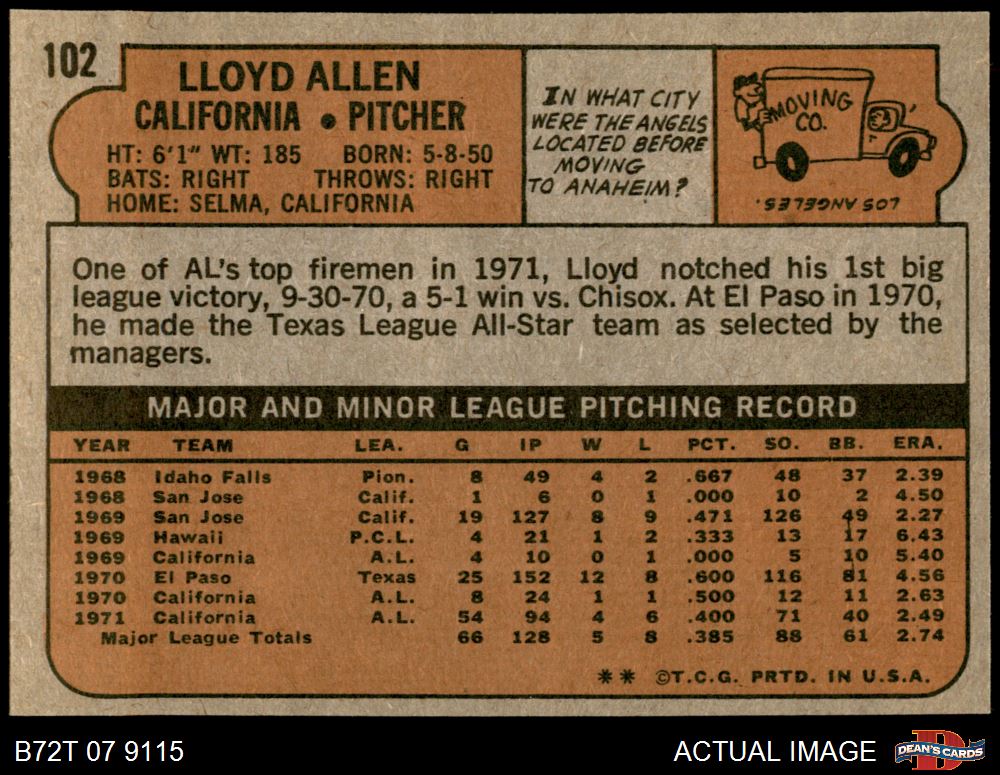 102
LLOYD ALLEN
CALIFORNIA • PITCHER
HT: 6'1" WT: 185 BORN: 5-8-50
BATS: RIGHT THROWS: RIGHT
HOME: SELMA, CALIFORNIA
IN WHAT CITY
WERE THE ANGELS
LOCATED BEFORE
MOVING
TO ANAHEIM?
MOVING
CO.
LOS ANGELES.
One of AL's top firemen in 1971, Lloyd notched his 1st big
league victory, 9-30-70, a 5-1 win vs. Chisox. At El Paso in 1970,
he made the Texas League All-Star team as selected by the
managers.
MAJOR AND MINOR LEAGUE PITCHING RECORD
YEAR TEAM LEA. G IP W L PCT. SO. BB. ERA.
1968 Idaho Falls Pion. 8 49 4 2 .667 48 37 2.39
1968 San Jose Calif. 1 6 0 1 .000 10 2 4.50
1969 San Jose Calif. 19 127 8 9 .471 126 49 2.27
1969 Hawaii P.C.L. 4 21 1 2 .333 13 17 6.43
1969 California A.L. 4 10 0 1 .000 5 10 5.40
1970 El Paso Texas 25 152 12 8 .600 116 81 4.56
1970 California A.L. 8 24 1 1 .500 12 11 2.63
1971 California A.L. 54 94 4 6 .400 71 40 2.49
Major League Totals 66 128 5 8 .385 88 61 2.74
** ©T.C.G. PRTD. IN U.S.A.
B72T 07 9115
ACTUAL IMAGE
D
DEAN'S CARDS